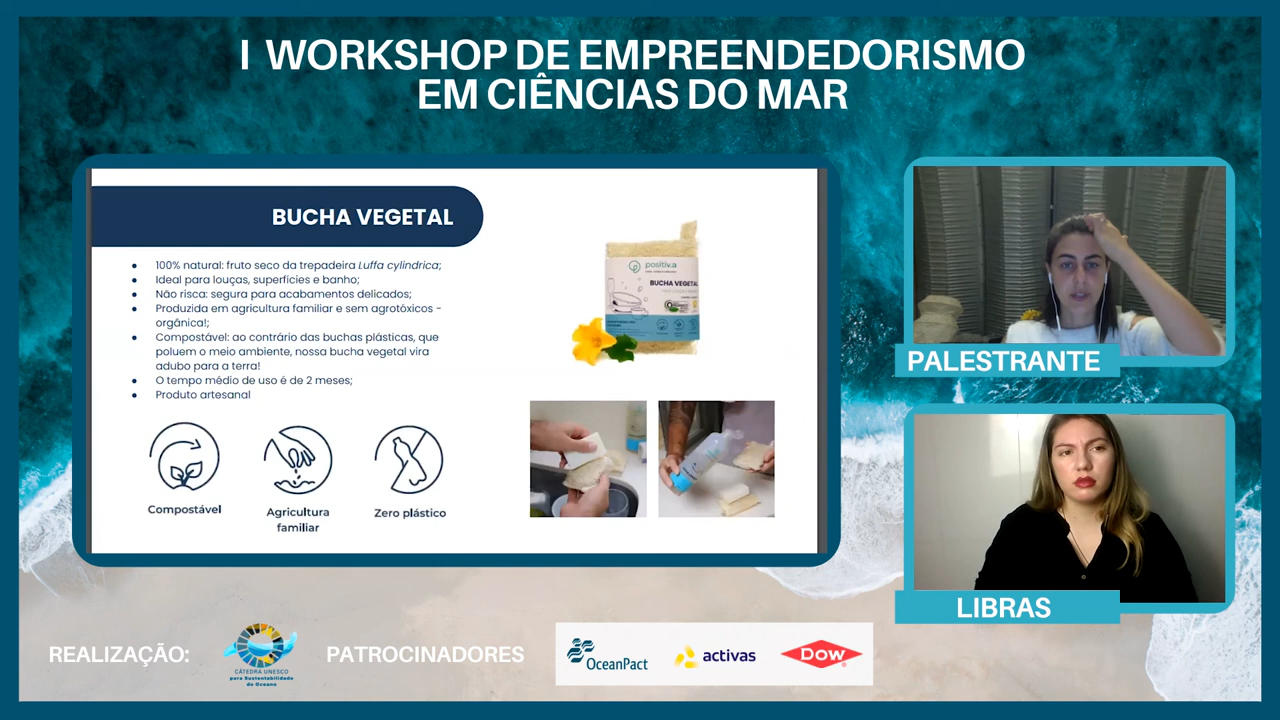 I WORKSHOP DE EMPREENDEDORISMO
EM CIÊNCIAS DO MAR
BUCHA VEGETAL
100% natural: fruto seco da trepadeira Luffa cylindrica;
Ideal para louças, superfícies e banho;
Não risca: segura para acabamentos delicados;
Produzida em agricultura familiar e sem agrotóxicos -
orgânica!;
Compostável: ao contrário das buchas plásticas, que
poluem o meio ambiente, nossa bucha vegetal vira
adubo para a terra!
O tempo médio de uso é de 2 meses;
Produto artesanal
Compostável
Agricultura
familiar
Zero plástico
positiv.a
BUCHA VEGETAL
PALESTRANTE
LIBRAS
REALIZAÇÃO:
CÁTEDRA UNESCO
para Sustentabilidade
do Oceano
PATROCINADORES
OceanPact
activas
Dow